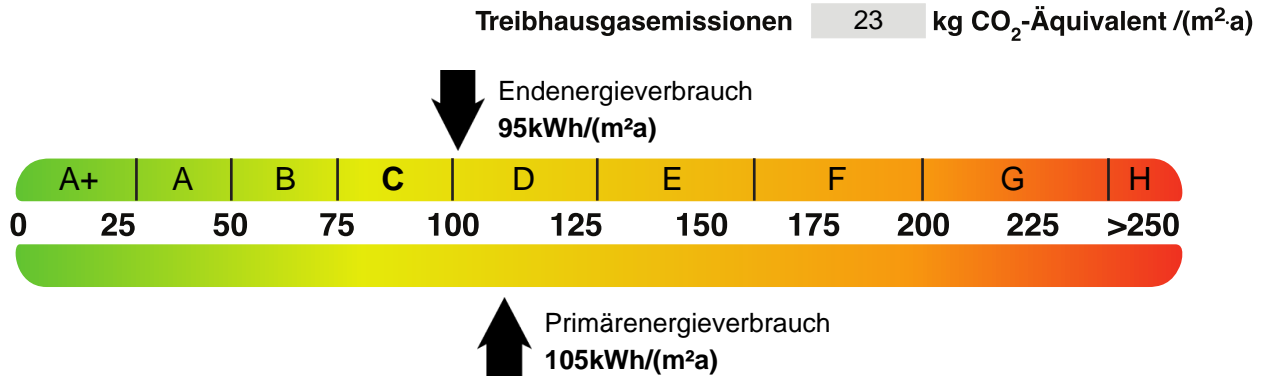 Treibhausgasemissionen 23 kg CO₂-Äquivalent /(m²·a)
Endenergieverbrauch
95kWh/(m²a)
A+ A B C D E F G H
0 25 50 75 100 125 150 175 200 225 >250
Primärenergieverbrauch
105kWh/(m²a)